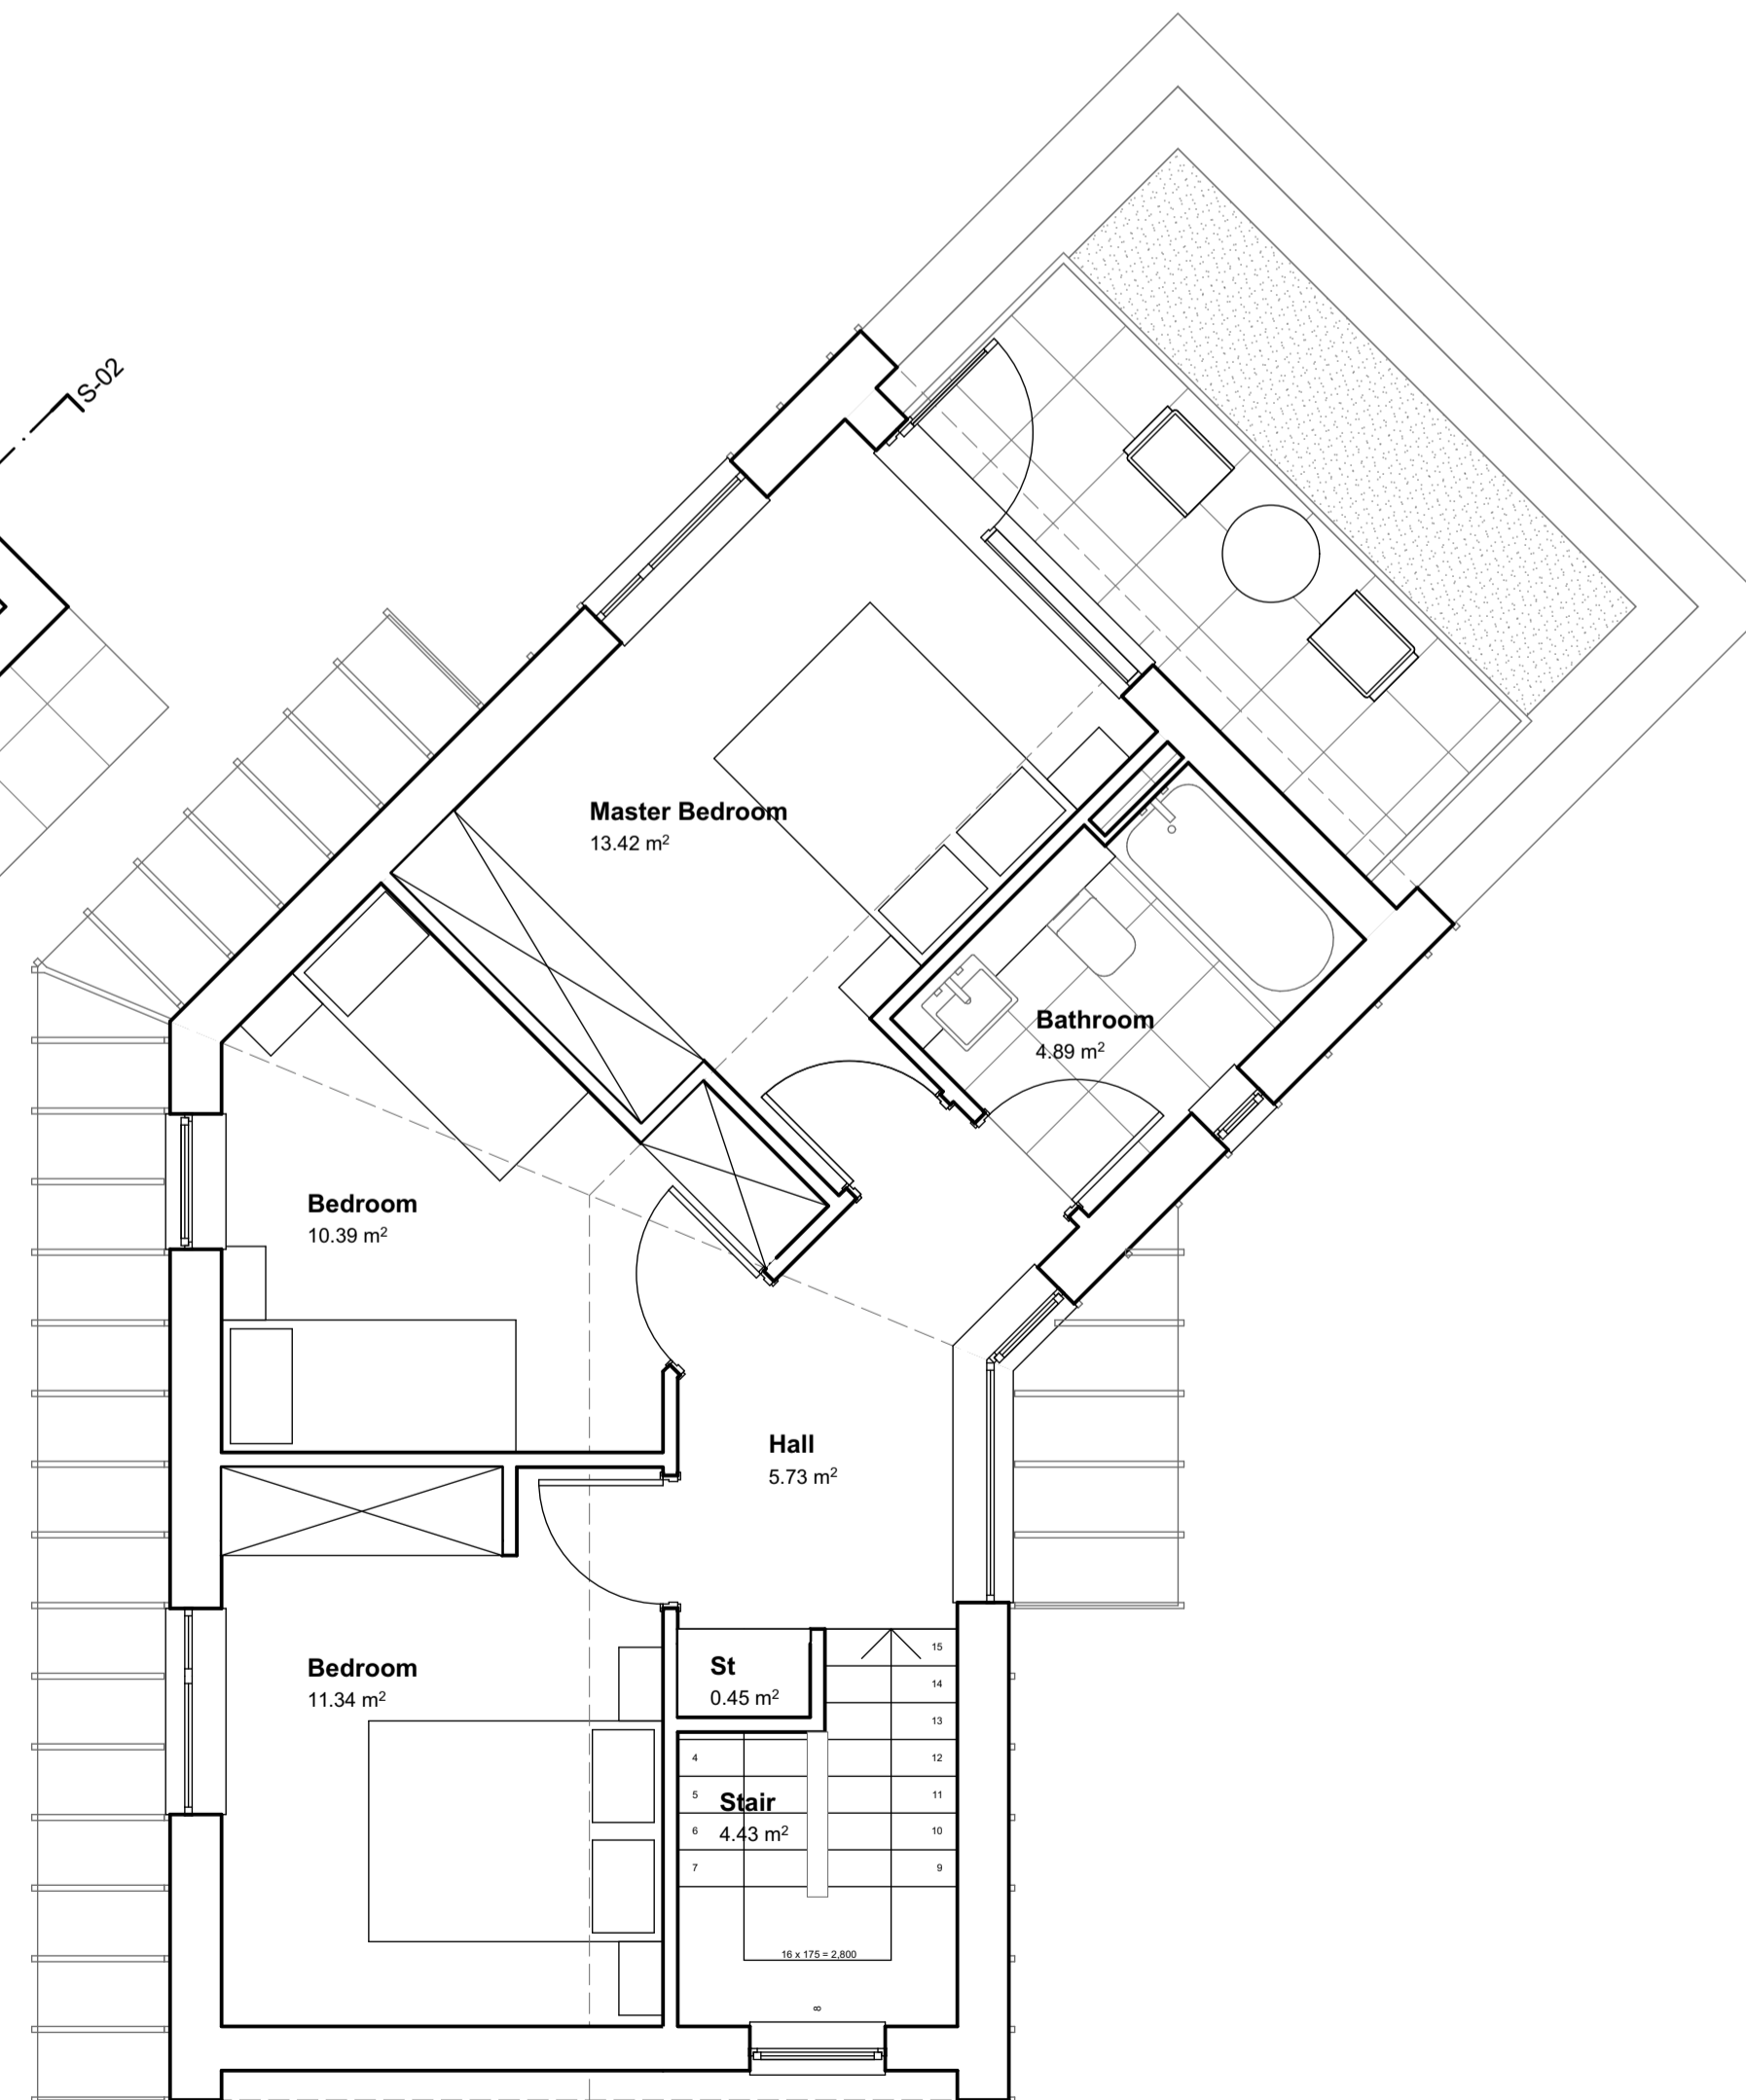 S-02
Master Bedroom
13.42 m²
Bathroom
4.89 m²
Bedroom
10.39 m²
Hall
5.73 m²
Bedroom
11.34 m²
St
0.45 m²
15
14
13
4
12
5
11
Stair
4.43 m²
6
10
7
9
16 x 175 = 2,800
8